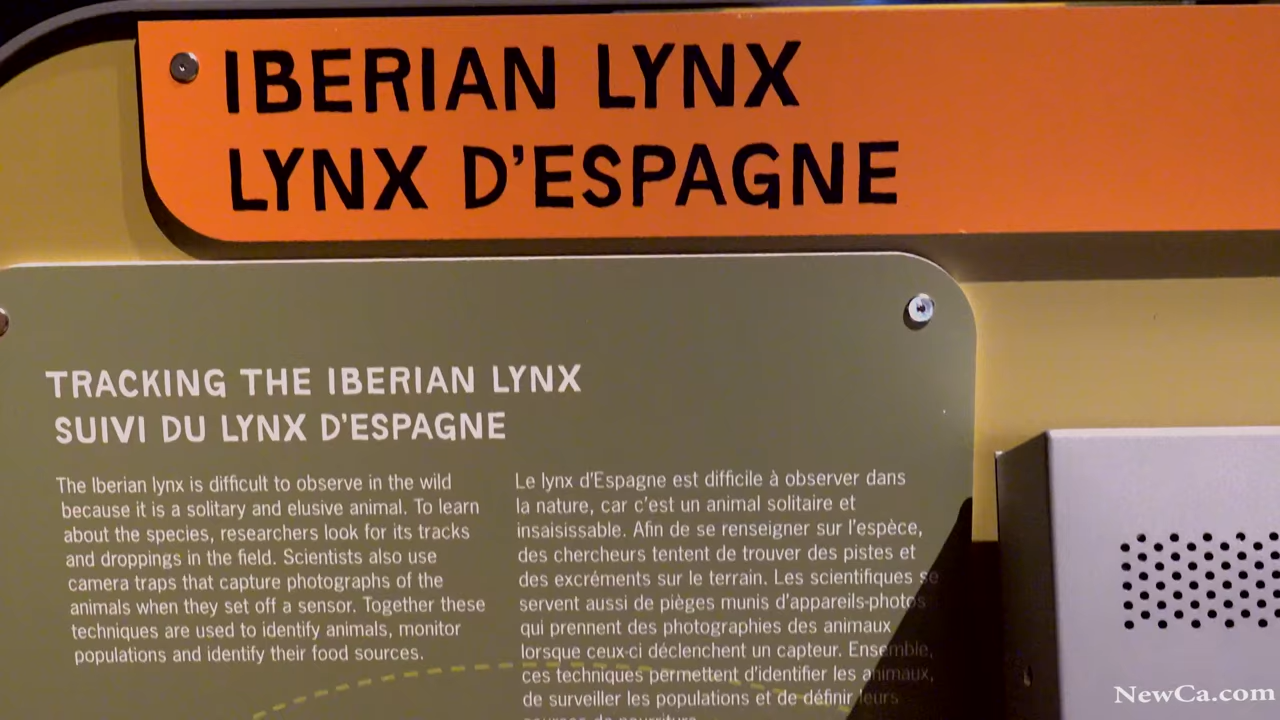 IBERIAN LYNX
LYNX D'ESPAGNE
TRACKING THE IBERIAN LYNX
SUIVI DU LYNX D'ESPAGNE
The Iberian lynx is difficult to observe in the wild
because it is a solitary and elusive animal. To learn
about the species, researchers look for its tracks
and droppings in the field. Scientists also use
camera traps that capture photographs of the
animals when they set off a sensor. Together these
techniques are used to identify animals, monitor
populations and identify their food sources.
Le lynx d'Espagne est difficile à observer dans
la nature, car c'est un animal solitaire et
insaisissable. Afin de se renseigner sur l'espèce,
des chercheurs tentent de trouver des pistes et
des excréments sur le terrain. Les scientifiques se
servent aussi de pièges munis d'appareils-photos
qui prennent des photographies des animaux
lorsque ceux-ci déclenchent un capteur. Ensemble,
ces techniques permettent d'identifier les animaux,
de surveiller les populations et de définir leurs
NewCa.com